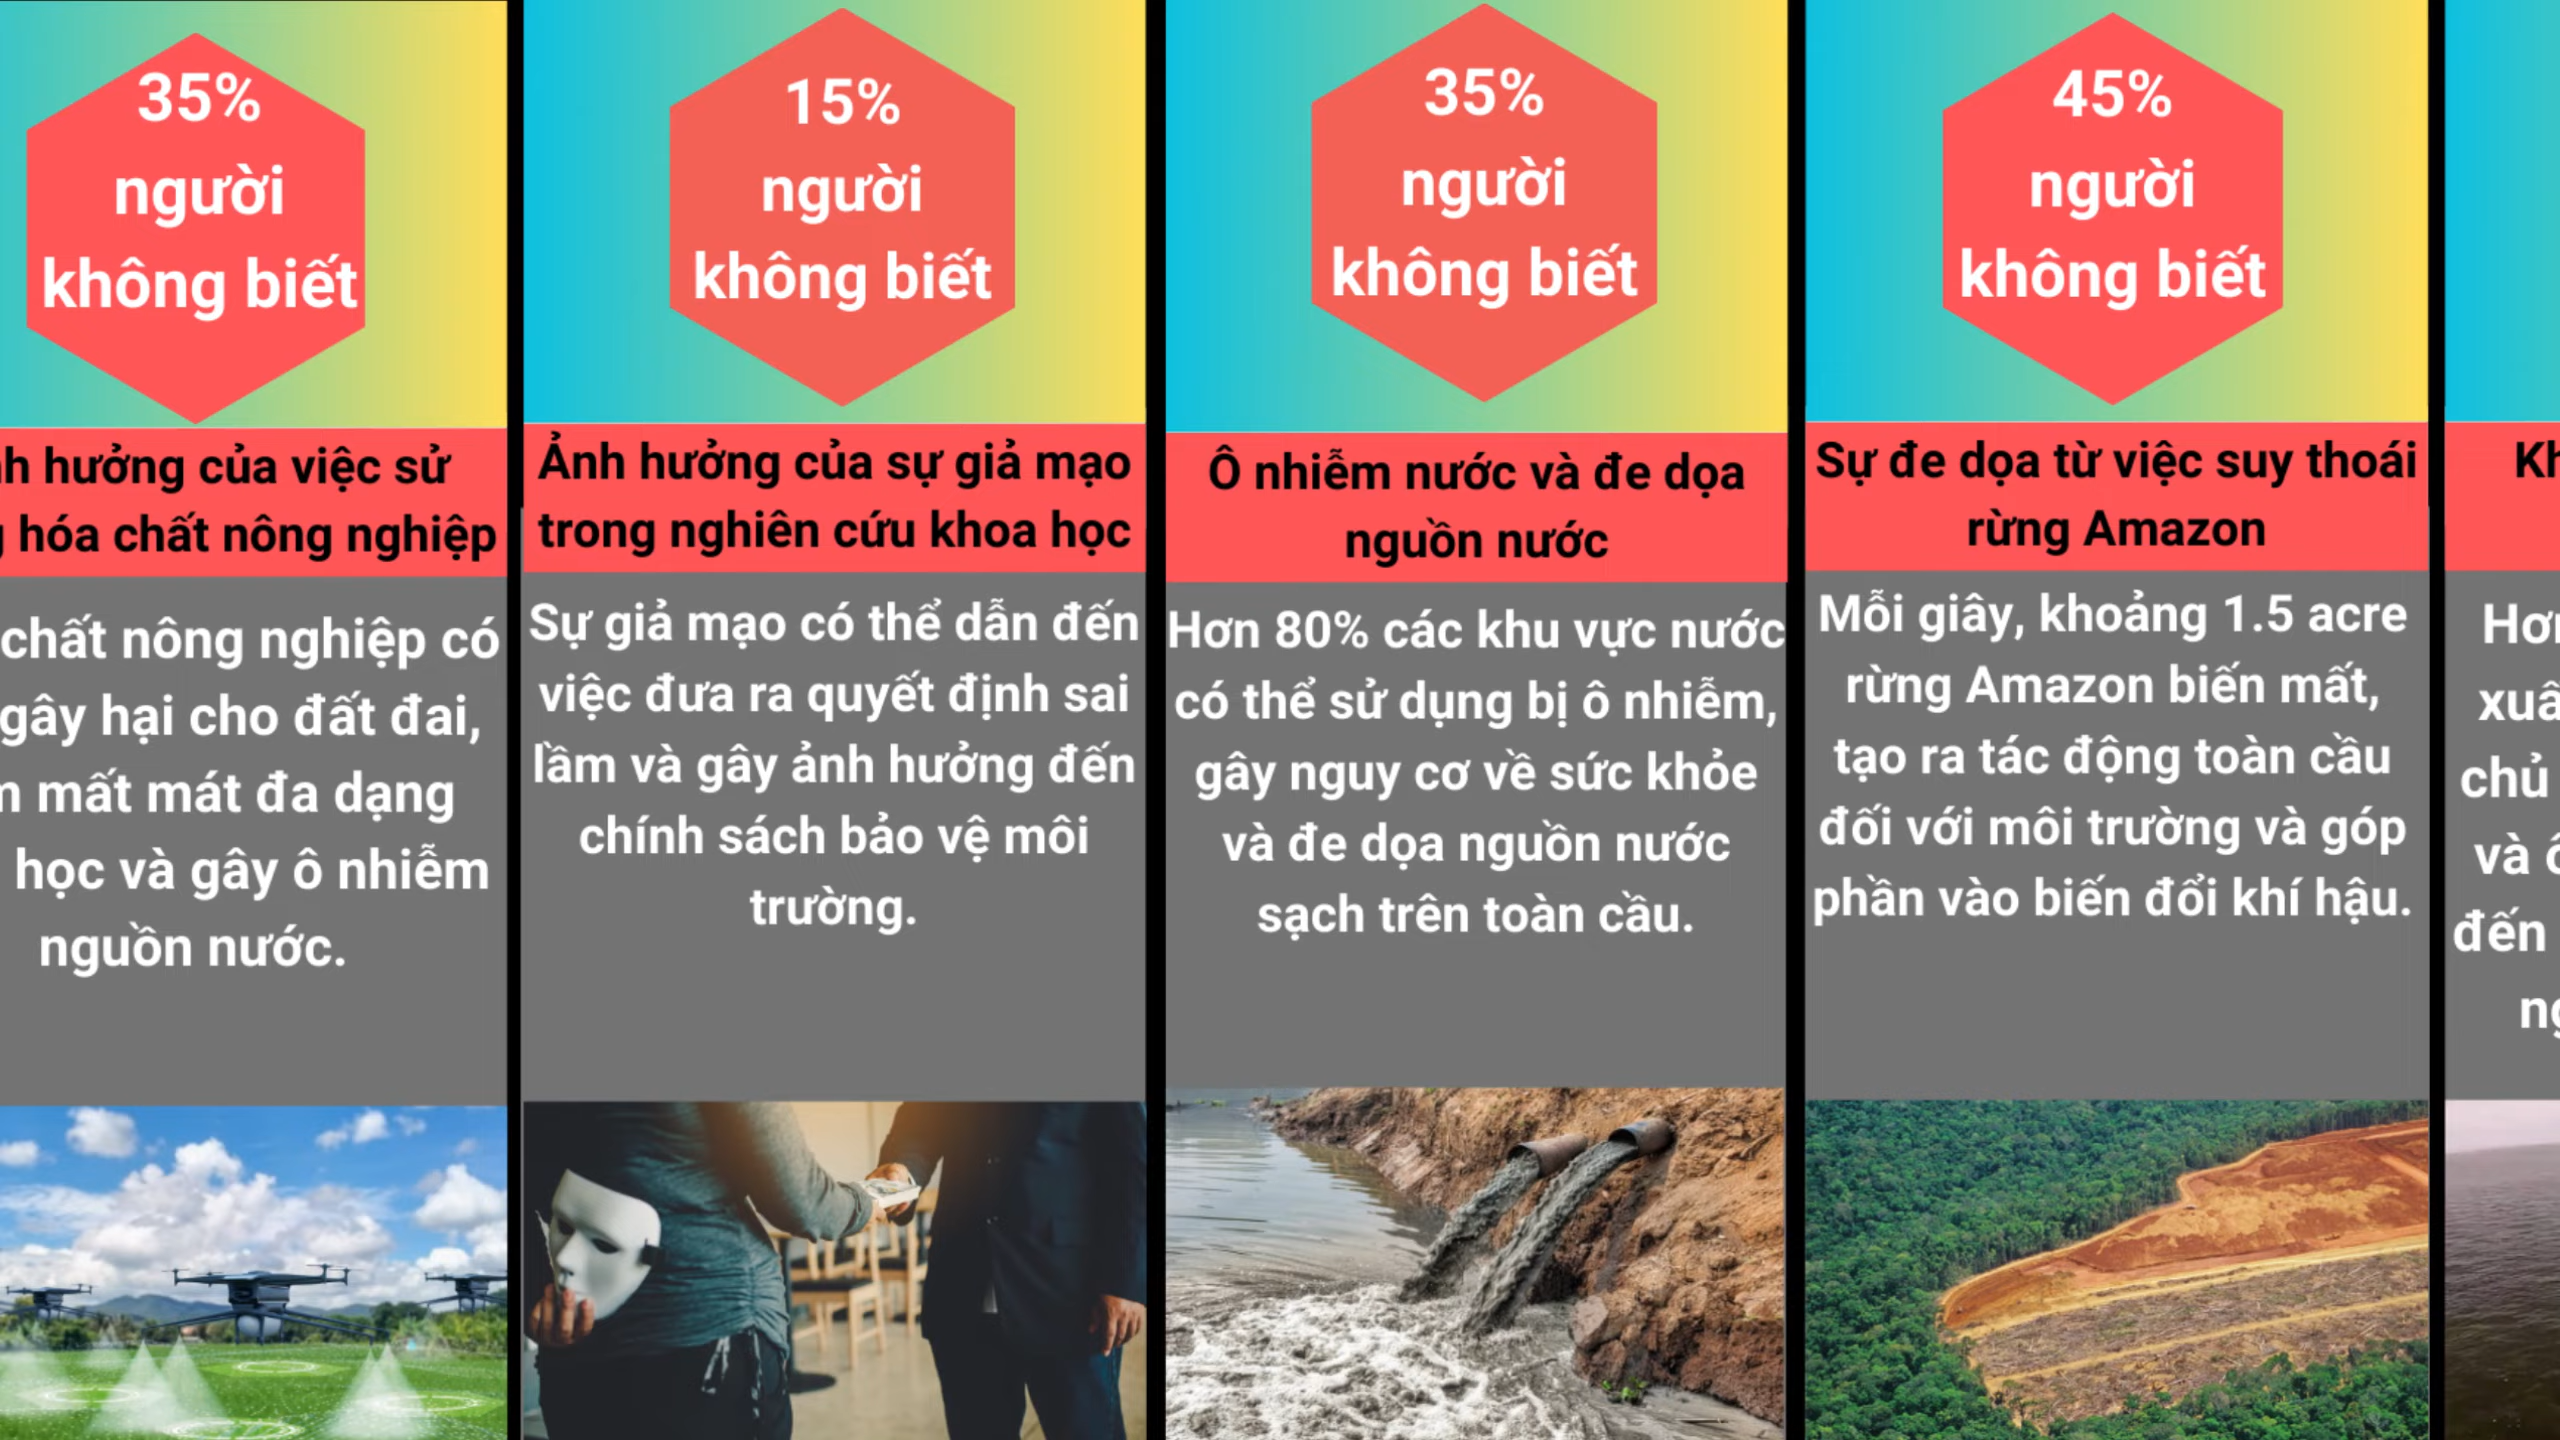 35%
người
không biết
hưởng của việc sử
hóa chất nông nghiệp
chất nông nghiệp có
gây hại cho đất đai,
mất mát đa dạng
học và gây ô nhiễm
nguồn nước.
15%
người
không biết
Ảnh hưởng của sự giả mạo
trong nghiên cứu khoa học
Sự giả mạo có thể dẫn đến
việc đưa ra quyết định sai
lầm và gây ảnh hưởng đến
chính sách bảo vệ môi
trường.
35%
người
không biết
Ô nhiễm nước và đe dọa
nguồn nước
Hơn 80% các khu vực nước
có thể sử dụng bị ô nhiễm,
gây nguy cơ về sức khỏe
và đe dọa nguồn nước
sạch trên toàn cầu.
45%
người
không biết
Sự đe dọa từ việc suy thoái
rừng Amazon
Mỗi giây, khoảng 1.5 acre
rừng Amazon biến mất,
tạo ra tác động toàn cầu
đối với môi trường và góp
phần vào biến đổi khí hậu.
chủ
và
đến